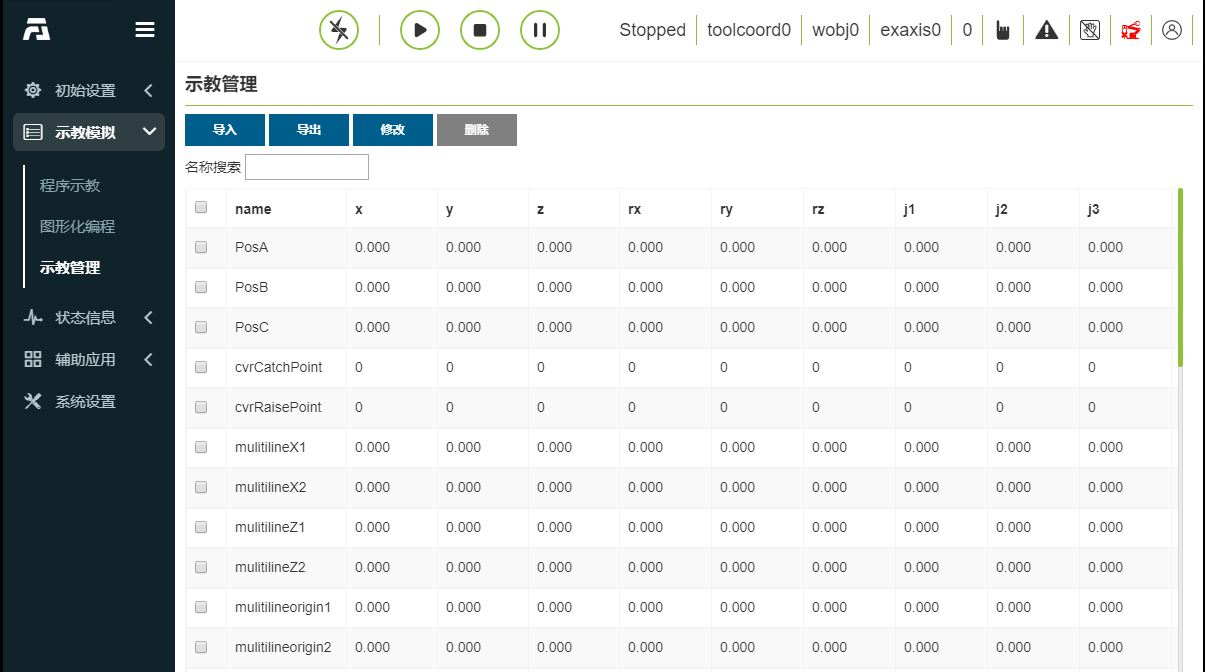 Stopped toolcoord0 wobj0 exaxis0 0
初始设置
示教模拟
程序示教
图形化编程
示教管理
状态信息
辅助应用
系统设置
示教管理
导入 导出 修改 删除
名称搜索
name x y z rx ry rz j1 j2 j3
PosA 0.000 0.000 0.000 0.000 0.000 0.000 0.000 0.000 0.000
PosB 0.000 0.000 0.000 0.000 0.000 0.000 0.000 0.000 0.000
PosC 0.000 0.000 0.000 0.000 0.000 0.000 0.000 0.000 0.000
cvrCatchPoint 0 0 0 0 0 0 0 0 0
cvrRaisePoint 0 0 0 0 0 0 0 0 0
mulitilineX1 0.000 0.000 0.000 0.000 0.000 0.000 0.000 0.000 0.000
mulitilineX2 0.000 0.000 0.000 0.000 0.000 0.000 0.000 0.000 0.000
mulitilineZ1 0.000 0.000 0.000 0.000 0.000 0.000 0.000 0.000 0.000
mulitilineZ2 0.000 0.000 0.000 0.000 0.000 0.000 0.000 0.000 0.000
mulitilineorigin1 0.000 0.000 0.000 0.000 0.000 0.000 0.000 0.000 0.000
mulitilineorigin2 0.000 0.000 0.000 0.000 0.000 0.000 0.000 0.000 0.000